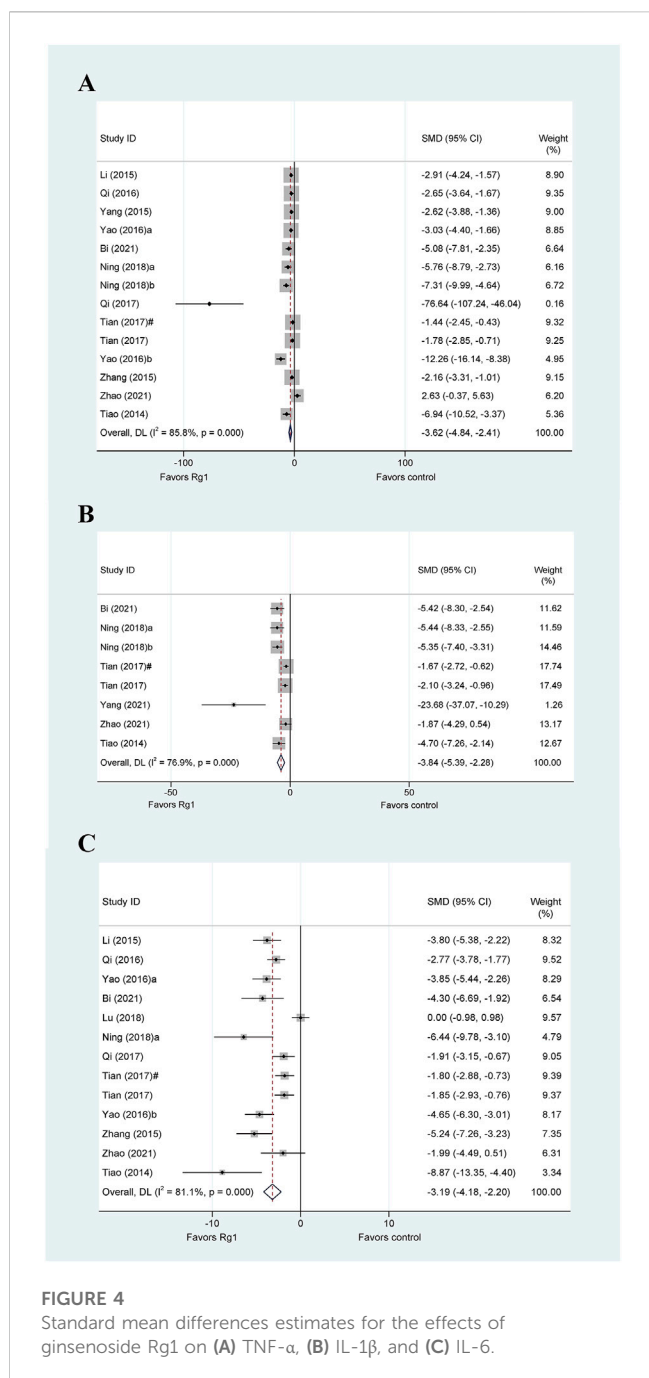 A
Study ID SMD (95% CI) Weight
(%)
Li (2015) -2.91 (-4.24, -1.57) 8.90
Qi (2016) -2.65 (-3.64, -1.67) 9.35
Yang (2015) -2.62 (-3.88, -1.36) 9.00
Yao (2016)a -3.03 (-4.40, -1.66) 8.85
Bi (2021) -5.08 (-7.81, -2.35) 6.64
Ning (2018)a -5.76 (-8.79, -2.73) 6.16
Ning (2018)b -7.31 (-9.99, -4.64) 6.72
Qi (2017) -76.64 (-107.24, -46.04) 0.16
Tian (2017)# -1.44 (-2.45, -0.43) 9.32
Tian (2017) -1.78 (-2.85, -0.71) 9.25
Yao (2016)b -12.26 (-16.14, -8.38) 4.95
Zhang (2015) -2.16 (-3.31, -1.01) 9.15
Zhao (2021) 2.63 (-0.37, 5.63) 6.20
Tiao (2014) -6.94 (-10.52, -3.37) 5.36
Overall, DL (I² = 85.8%, p = 0.000) -3.62 (-4.84, -2.41) 100.00
-100 0 100
Favors Rg1 Favors control
B
Study ID SMD (95% CI) Weight
(%)
Bi (2021) -5.42 (-8.30, -2.54) 11.62
Ning (2018)a -5.44 (-8.33, -2.55) 11.59
Ning (2018)b -5.35 (-7.40, -3.31) 14.46
Tian (2017)# -1.67 (-2.72, -0.62) 17.74
Tian (2017) -2.10 (-3.24, -0.96) 17.49
Yang (2021) -23.68 (-37.07, -10.29) 1.26
Zhao (2021) -1.87 (-4.29, 0.54) 13.17
Tiao (2014) -4.70 (-7.26, -2.14) 12.67
Overall, DL (I² = 76.9%, p = 0.000) -3.84 (-5.39, -2.28) 100.00
-50 0 50
Favors Rg1 Favors control
C
Study ID SMD (95% CI) Weight
(%)
Li (2015) -3.80 (-5.38, -2.22) 8.32
Qi (2016) -2.77 (-3.78, -1.77) 9.52
Yao (2016)a -3.85 (-5.44, -2.26) 8.29
Bi (2021) -4.30 (-6.69, -1.92) 6.54
Lu (2018) 0.00 (-0.98, 0.98) 9.57
Ning (2018)a -6.44 (-9.78, -3.10) 4.79
Qi (2017) -1.91 (-3.15, -0.67) 9.05
Tian (2017)# -1.80 (-2.88, -0.73) 9.39
Tian (2017) -1.85 (-2.93, -0.76) 9.37
Yao (2016)b -4.65 (-6.30, -3.01) 8.17
Zhang (2015) -5.24 (-7.26, -3.23) 7.35
Zhao (2021) -1.99 (-4.49, 0.51) 6.31
Tiao (2014) -8.87 (-13.35, -4.40) 3.34
Overall, DL (I² = 81.1%, p = 0.000) -3.19 (-4.18, -2.20) 100.00
-10 0 10
Favors Rg1 Favors control
FIGURE 4
Standard mean differences estimates for the effects of
ginsenoside Rg1 on (A) TNF-α, (B) IL-1β, and (C) IL-6.